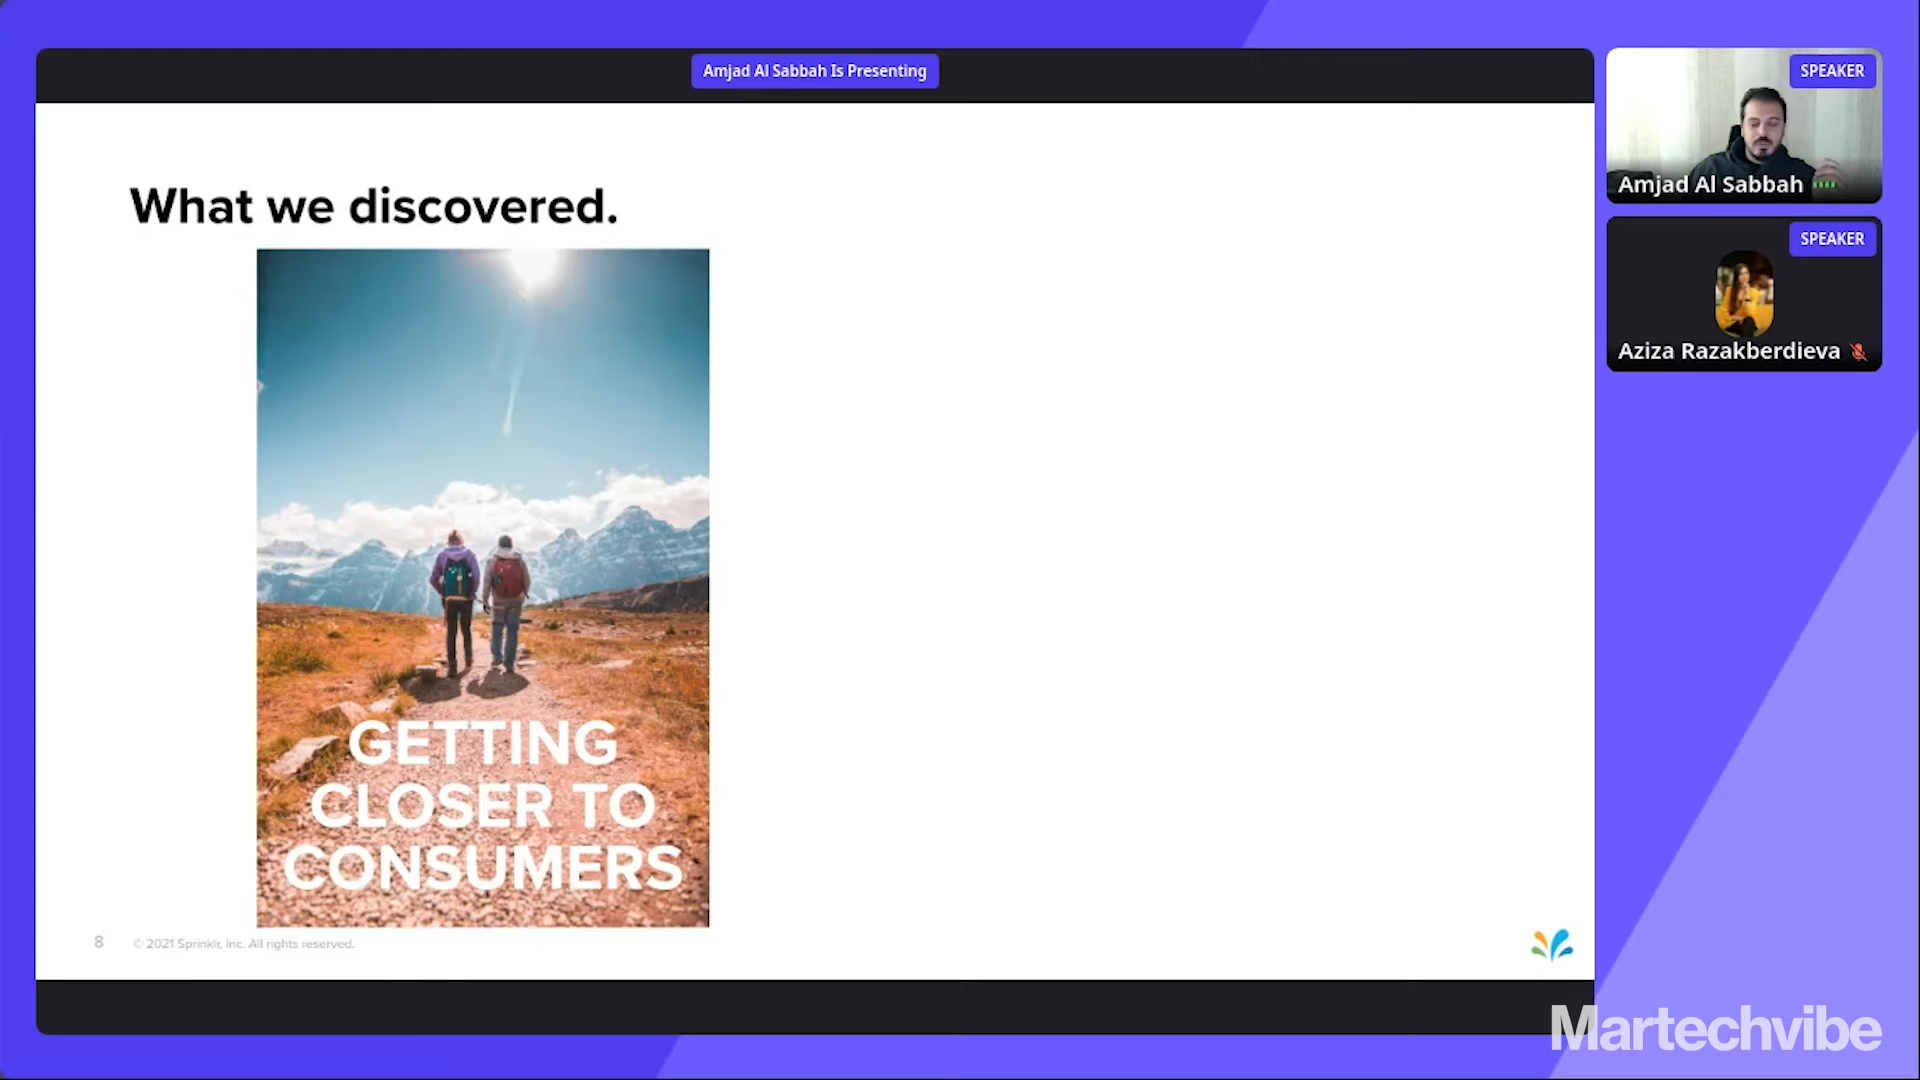 Amjad Al Sabbah Is Presenting
What we discovered.
GETTING
CLOSER TO
CONSUMERS
8
© 2021 Sprinklr, Inc. All rights reserved.
SPEAKER
Amjad Al Sabbah
SPEAKER
Aziza Razakberdieva
Martechvibe